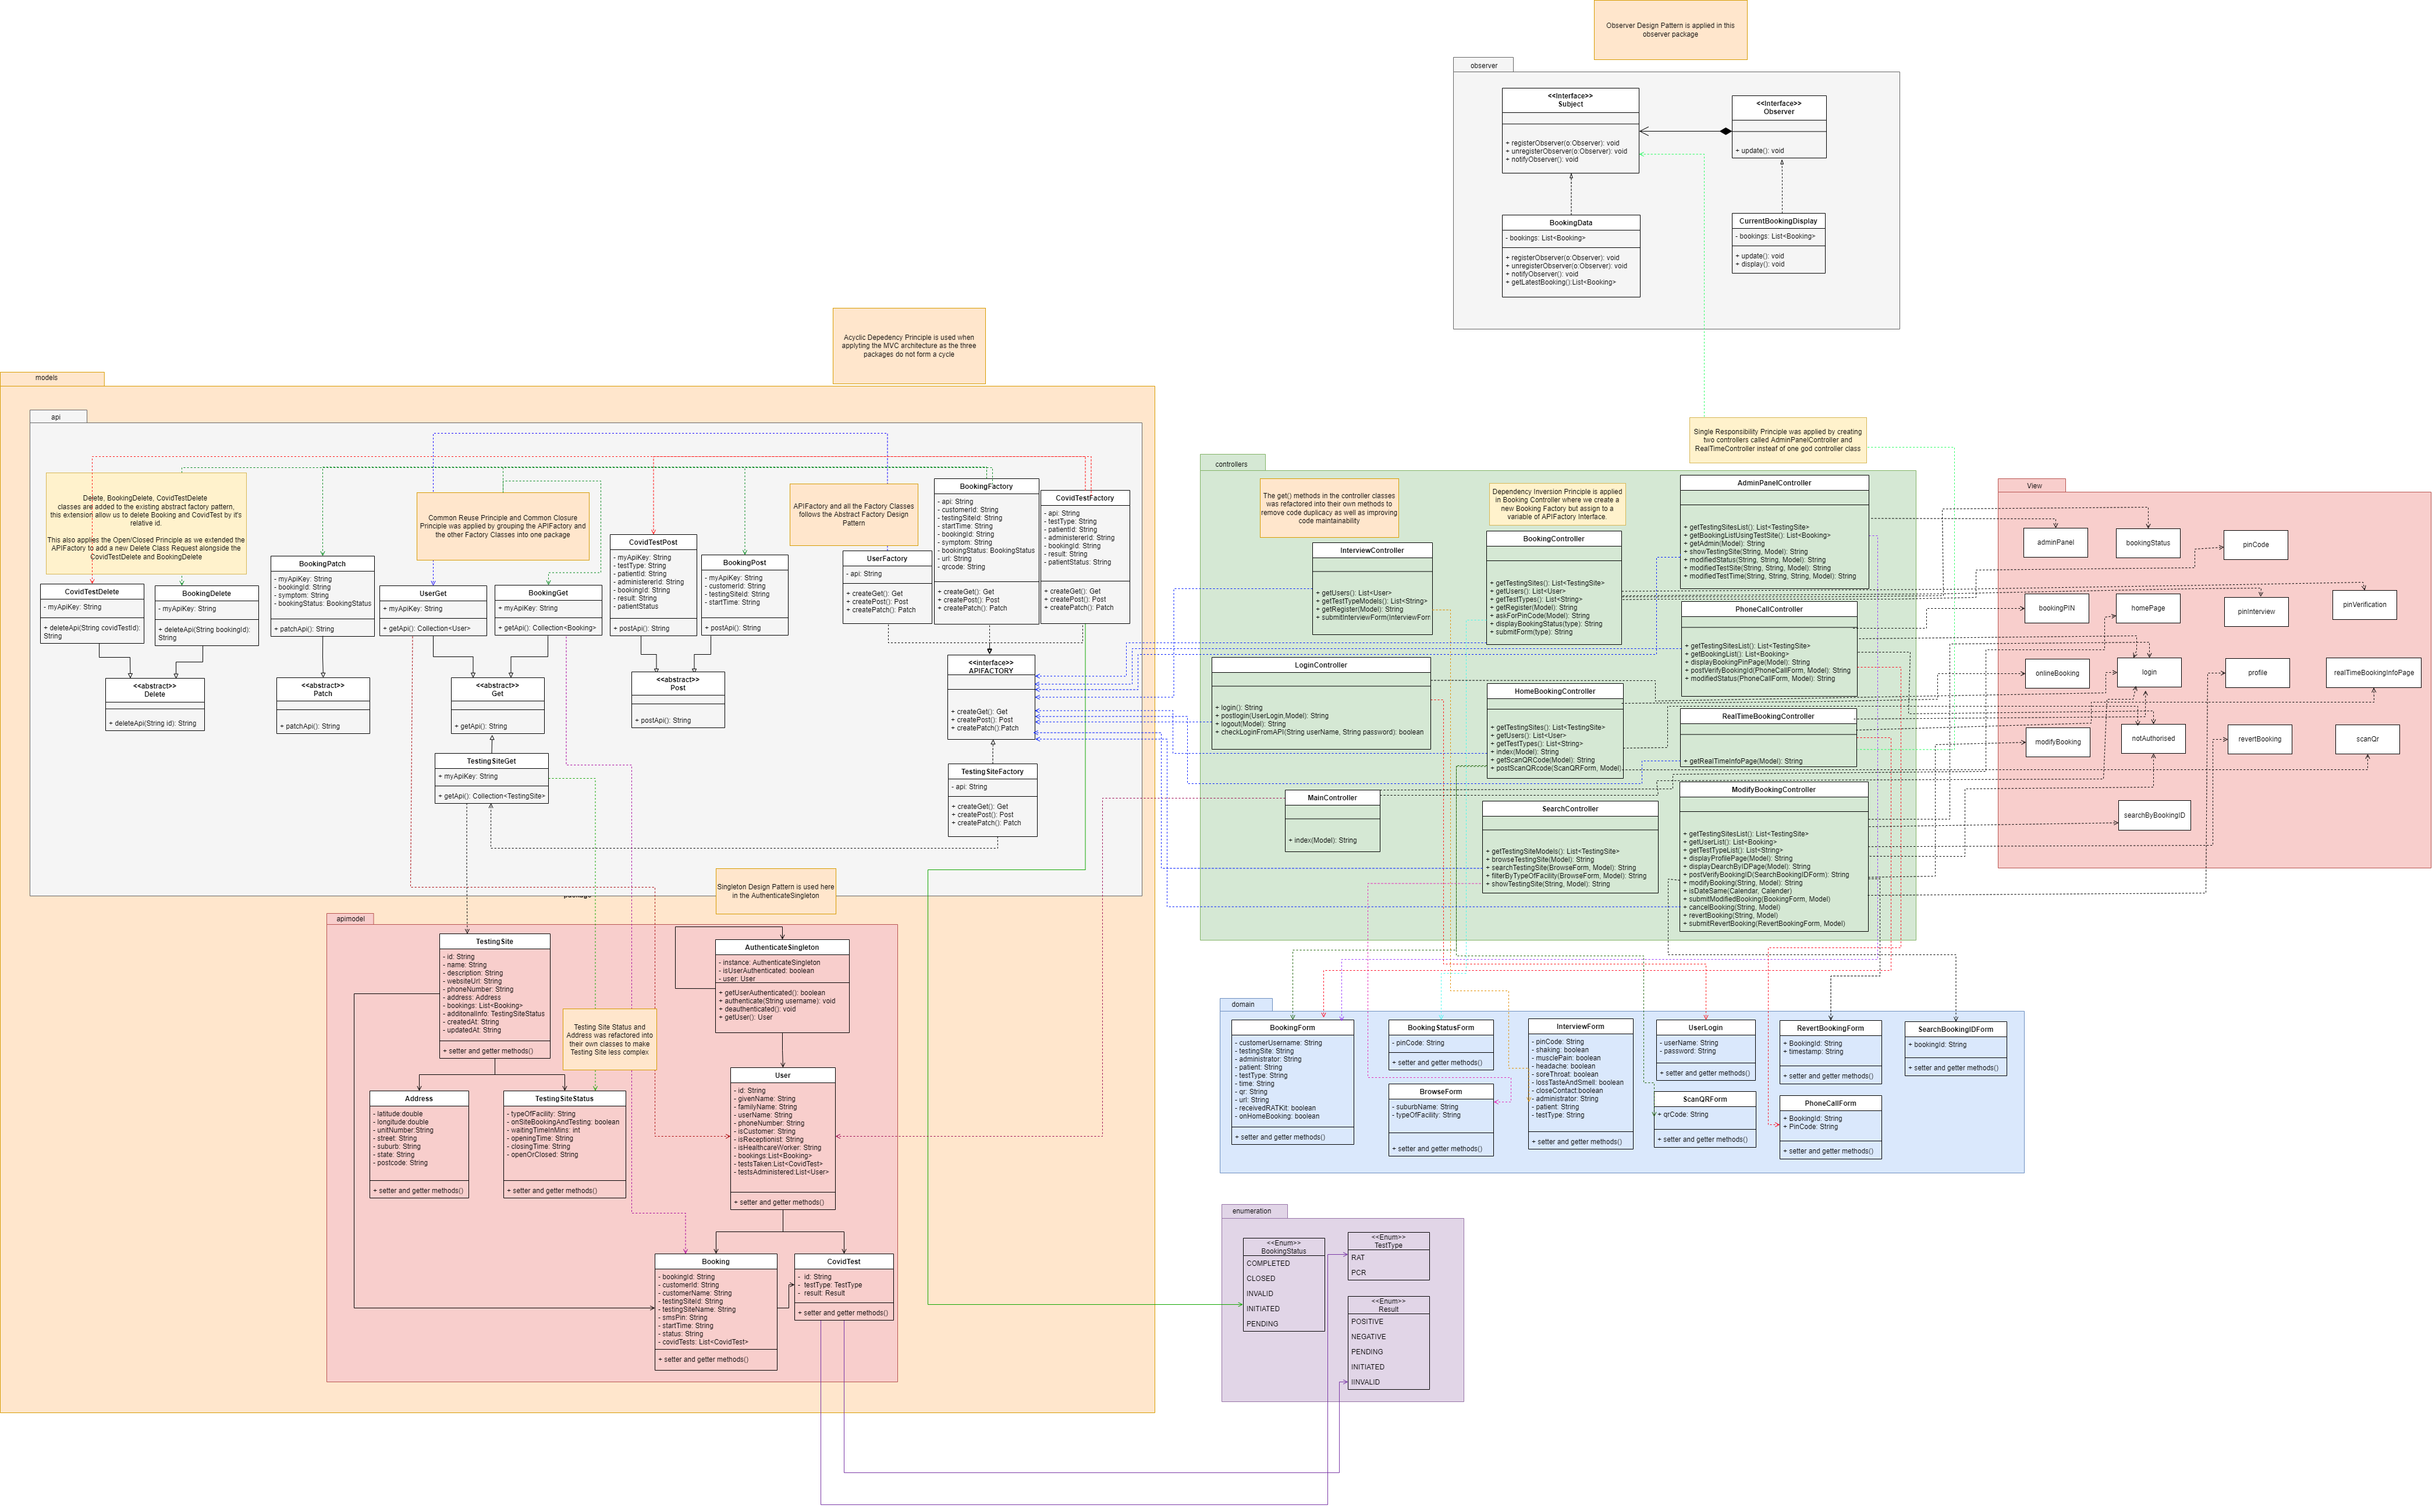 Observer Design Pattern is applied in this
observer package
observer
<<Interface>>
Subject
+ registerObserver(o:Observer): void
+ unregisterObserver(o:Observer): void
+ notifyObserver(): void
<<Interface>>
Observer
+ update(): void
BookingData
- bookings: List<Booking>
+ registerObserver(o:Observer): void
+ unregisterObserver(o:Observer): void
+ notifyObserver(): void
+ getLatestBooking():List<Booking>
CurrentBookingDisplay
- bookings: List<Booking>
+ update(): void
+ display(): void
Acyclic Depedency Principle is used when
applyting the MVC architecture as the three
packages do not form a cycle
models
api
Delete, BookingDelete, CovidTestDelete
classes are added to the existing abstract factory pattern,
this extension allow us to delete Booking and CovidTest by it's
relative id.
This also applies the Open/Closed Principle as we extended the
APIFactory to add a new Delete Class Request alongside the
CovidTestDelete and BookingDelete
Common Reuse Principle and Common Closure
Principle was applied by grouping the APIFactory and
the other Factory Classes into one package
APIFactory and all the Factory Classes
follows the Abstract Factory Design
Pattern
CovidTestDelete
- myApiKey: String
+ deleteApi(String covidTestId):
String
BookingDelete
- myApiKey: String
+ deleteApi(String bookingId):
String
BookingPatch
- myApiKey: String
- bookingId: String
- symptom: String
- bookingStatus: BookingStatus
+ patchApi(): String
UserGet
+ myApiKey: String
+ getApi(): Collection<User>
BookingGet
+ myApiKey: String
+ getApi(): Collection<Booking>
CovidTestPost
- myApiKey: String
- testType: String
- patientId: String
- administererId: String
- bookingId: String
- result: String
- patientStatus
+ postApi(): String
BookingPost
- myApiKey: String
- customerId: String
- testingSiteId: String
- startTime: String
+ postApi(): String
UserFactory
- api: String
+ createGet(): Get
+ createPost(): Post
+ createPatch(): Patch
BookingFactory
- api: String
- customerId: String
- testingSiteId: String
- startTime: String
- bookingId: String
- symptom: String
- bookingStatus: BookingStatus
- url: String
- qrcode: String
+ createGet(): Get
+ createPost(): Post
+ createPatch(): Patch
CovidTestFactory
- api: String
- testType: String
- patientId: String
- administererId: String
- bookingId: String
- result: String
- patientStatus: String
+ createGet(): Get
+ createPost(): Post
+ createPatch(): Patch
<<abstract>>
Delete
+ deleteApi(String id): String
<<abstract>>
Patch
+ patchApi(): String
<<abstract>>
Get
+ getApi(): String
<<abstract>>
Post
+ postApi(): String
<<interface>>
APIFACTORY
+ createGet(): Get
+ createPost(): Post
+ createPatch():Patch
TestingSiteGet
+ myApiKey: String
+ getApi(): Collection<TestingSite>
TestingSiteFactory
- api: String
+ createGet(): Get
+ createPost(): Post
+ createPatch(): Patch
package
Singleton Design Pattern is used here
in the AuthenticateSingleton
apimodel
TestingSite
- id: String
- name: String
- description: String
- websiteUrl: String
- phoneNumber: String
- address: Address
- bookings: List<Booking>
- additonalInfo: TestingSiteStatus
- createdAt: String
- updatedAt: String
+ setter and getter methods()
AuthenticateSingleton
- instance: AuthenticateSingleton
- isUserAuthenticated: boolean
- user: User
+ getUserAuthenticated(): boolean
+ authenticate(String username): void
+ deauthenticated(): void
+ getUser(): User
Testing Site Status and
Address was refactored into
their own classes to make
Testing Site less complex
Address
- latitude:double
- longitude:double
- unitNumber:String
- street: String
- suburb: String
- state: String
- postcode: String
+ setter and getter methods()
TestingSiteStatus
- typeOfFacility: String
- onSiteBookingAndTesting: boolean
- waitingTimeInMins: int
- openingTime: String
- closingTime: String
- openOrClosed: String
+ setter and getter methods()
User
- id: String
- givenName: String
- familyName: String
- userName: String
- phoneNumber: String
- isCustomer: String
- isReceptionist: String
- isHealthcareWorker: String
- bookings:List<Booking>
- testsTaken:List<CovidTest>
- testsAdministered:List<User>
+ setter and getter methods()
Booking
- bookingId: String
- customerId: String
- customerName: String
- testingSiteId: String
- testingSiteName: String
- smsPin: String
- startTime: String
- status: String
- covidTests: List<CovidTest>
+ setter and getter methods()
CovidTest
- id: String
- testType: TestType
- result: Result
+ setter and getter methods()
Single Responsibility Principle was applied by creating
two controllers called AdminPanelController and
RealTimeController insteaf of one god controller class
controllers
The get() methods in the controller classes
was refactored into their own methods to
remove code duplicacy as well as improving
code maintainability
Dependency Inversion Principle is applied
in Booking Controller where we create a
new Booking Factory but assign to a
variable of APIFactory Interface.
AdminPanelController
+ getTestingSitesList(): List<TestingSite>
+ getBookingListUsingTestSite(): List<Booking>
+ getAdmin(Model): String
+ showTestingSite(String, Model): String
+ modifiedStatus(String, String, Model): String
+ modifiedTestSite(String, String, Model): String
+ modifiedTestTime(String, String, String, Model): String
InterviewController
+ getUsers(): List<User>
+ getTestTypeModels(): List<String>
+ getRegister(Model): String
+ submitInterviewForm(InterviewForm
BookingController
+ getTestingSites(): List<TestingSite>
+ getUsers(): List<User>
+ getTestTypes(): List<String>
+ getRegister(Model): String
+ askForPinCode(Model): String
+ displayBookingStatus(type): String
+ submitForm(type): String
PhoneCallController
+ getTestingSitesList(): List<TestingSite>
+ getBookingList(): List<Booking>
+ displayBookingPinPage(Model): String
+ postVerifyBookingId(PhoneCallForm, Model): String
+ modifiedStatus(PhoneCallForm, Model): String
LoginController
+ login(): String
+ postlogin(UserLogin,Model):String
+ logout(Model): String
+ checkLoginFromAPI(String userName, String password): boolean
HomeBookingController
+ getTestingSites(): List<TestingSite>
+ getUsers(): List<User>
+ getTestTypes(): List<String>
+ index(Model): String
+ getScanQRCode(Model): String
+ postScanQRcode(ScanQRForm, Model)
RealTimeBookingController
+ getRealTimeInfoPage(Model): String
MainController
+ index(Model): String
SearchController
+ getTestingSiteModels(): List<TestingSite>
+ browseTestingSite(Model): String
+ searchTestingSite(BrowseForm, Model): String
+ filterByTypeOfFacility(BrowseForm, Model): String
+ showTestingSite(String, Model): String
ModifyBookingController
+ getTestingSitesList(): List<TestingSite>
+ getUserList(): List<Booking>
+ getTestTypeList(): List<String>
+ displayProfilePage(Model): String
+ displayDearchByIDPage(Model): String
+ postVerifyBookingID(SearchBookingIDForm): String
+ modifyBooking(String, Model): String
+ isDateSame(Calendar, Calender)
+ submitModifiedBooking(BookingForm, Model)
+ cancelBooking(String, Model)
+ revertBooking(String, Model)
+ submitRevertBooking(RevertBookingForm, Model)
View
adminPanel
bookingStatus
pinCode
bookingPIN
homePage
pinInterview
pinVerification
onlineBooking
login
profile
realTimeBookingInfoPage
modifyBooking
notAuthorised
revertBooking
scanQr
searchByBookingID
domain
BookingForm
- customerUsername: String
- testingSite: String
- administrator: String
- patient: String
- testType: String
- time: String
- qr: String
- url: String
- receivedRATKit: boolean
- onHomeBooking: boolean
+ setter and getter methods()
BookingStatusForm
- pinCode: String
+ setter and getter methods()
BrowseForm
- suburbName: String
- typeOfFacility: String
+ setter and getter methods()
InterviewForm
- pinCode: String
- shaking: boolean
- musclePain: boolean
- headache: boolean
- soreThroat: boolean
- lossTasteAndSmell: boolean
- closeContact:boolean
- administrator: String
- patient: String
- testType: String
+ setter and getter methods()
UserLogin
- userName: String
- password: String
+ setter and getter methods()
ScanQRForm
+ qrCode: String
+ setter and getter methods()
RevertBookingForm
+ BookingId: String
+ timestamp: String
+ setter and getter methods()
PhoneCallForm
+ BookingId: String
+ PinCode: String
+ setter and getter methods()
SearchBookingIDForm
+ bookingId: String
+ setter and getter methods()
enumeration
<<Enum>>
BookingStatus
COMPLETED
CLOSED
INVALID
INITIATED
PENDING
<<Enum>>
TestType
RAT
PCR
<<Enum>>
Result
POSITIVE
NEGATIVE
PENDING
INITIATED
IINVALID